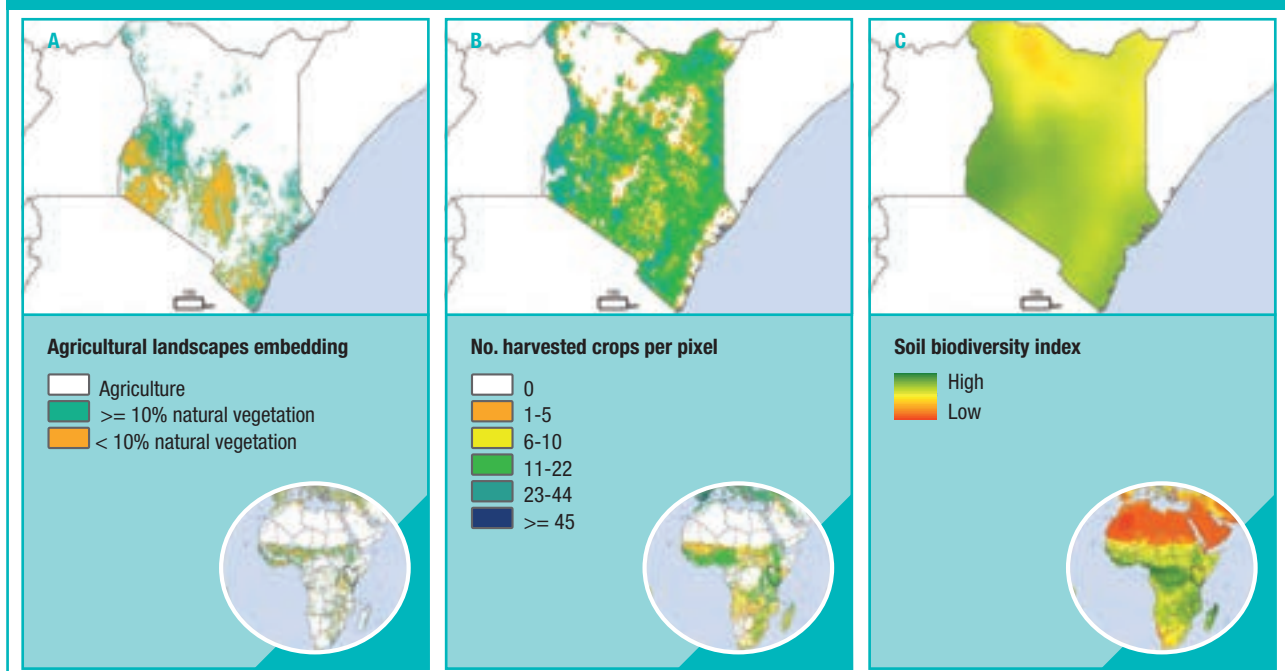 A
B
C
Agricultural landscapes embedding
Agriculture
>= 10% natural vegetation
< 10% natural vegetation
No. harvested crops per pixel
0
1-5
6-10
11-22
23-44
>= 45
Soil biodiversity index
High
Low